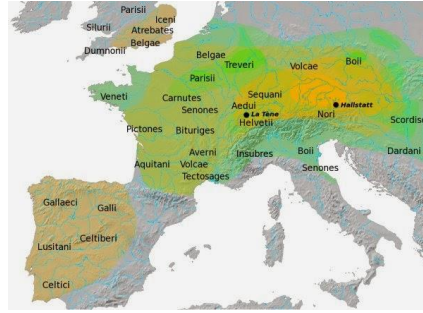 Parisii
Iceni
Silurii
Atrebates
Dumnonii
Belgae
Belgae
Treveri
Volcae
Boii
Parisii
Veneti
Carnutes
Sequani
Senones
Aedui
Hallstatt
La Tène
Nori
Helvetii
Scordisc
Pictones
Bituriges
Averni
Insubres
Boii
Dardani
Aquitani
Volcae
Senones
Tectosages
Gallaeci
Galli
Celtiberi
Lusitani
Celtici